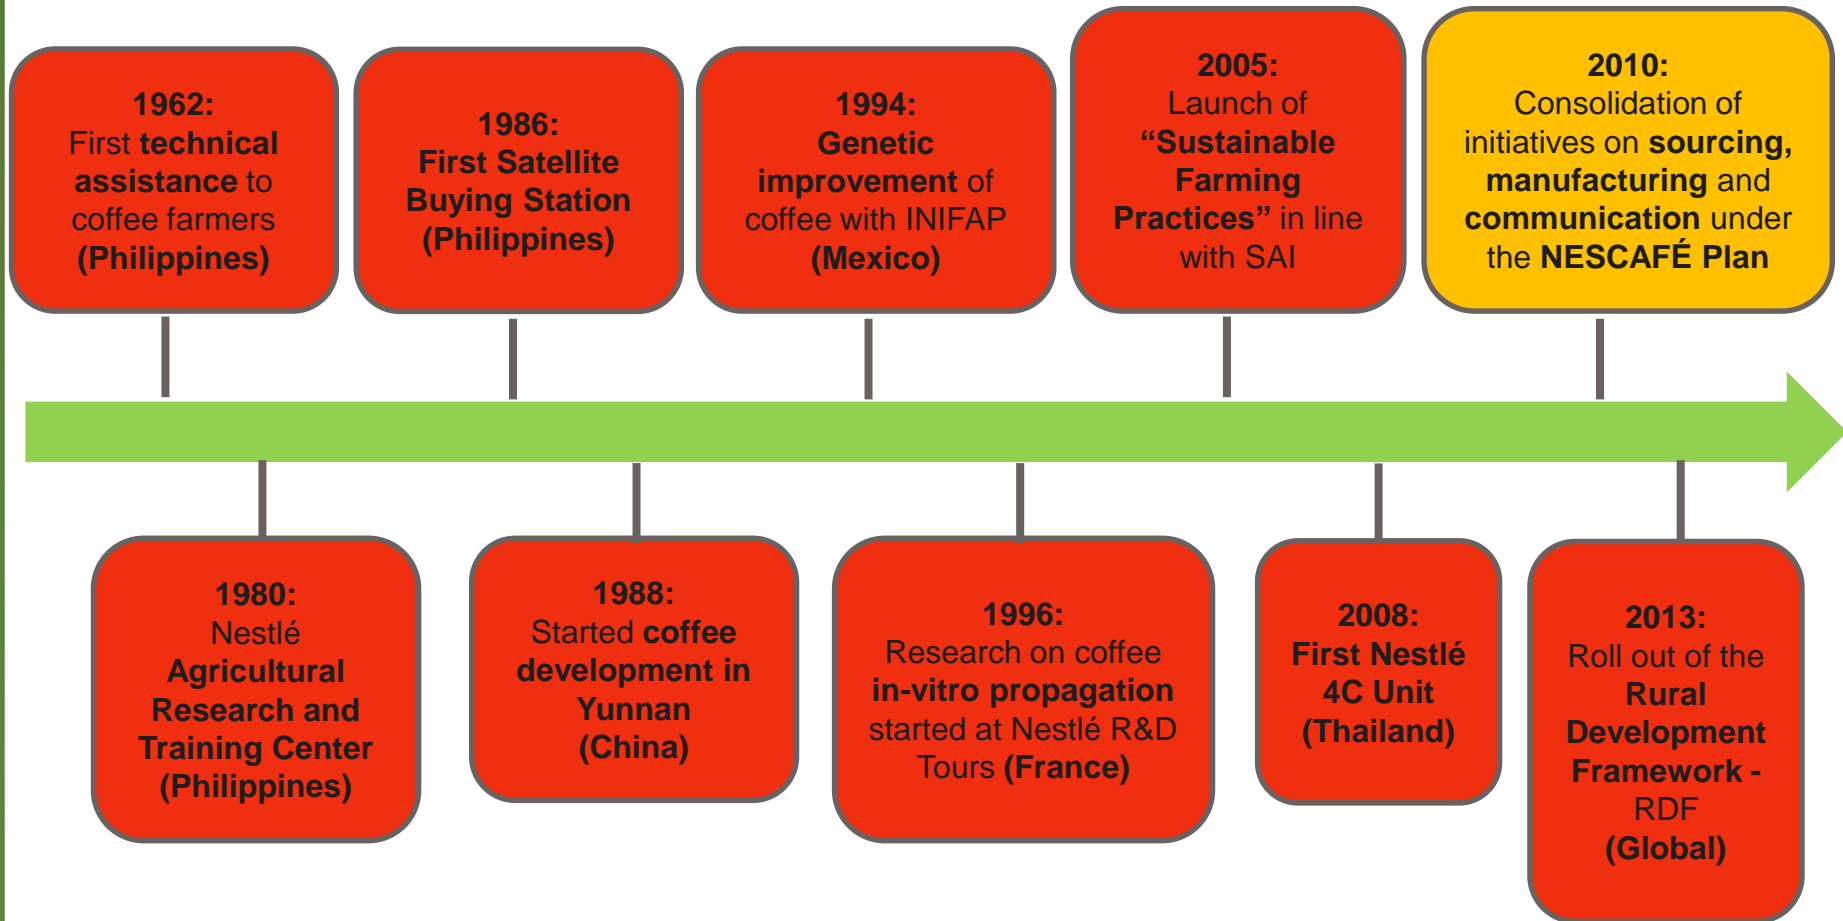 1962:
First technical
assistance to
coffee farmers
(Philippines)
1986:
First Satellite
Buying Station
(Philippines)
1994:
Genetic
improvement of
coffee with INIFAP
(Mexico)
2005:
Launch of
“Sustainable
Farming
Practices” in line
with SAI
2010:
Consolidation of
initiatives on sourcing,
manufacturing and
communication under
the NESCAFÉ Plan
1980:
Nestlé
Agricultural
Research and
Training Center
(Philippines)
1988:
Started coffee
development in
Yunnan
(China)
1996:
Research on coffee
in-vitro propagation
started at Nestlé R&D
Tours (France)
2008:
First Nestlé
4C Unit
(Thailand)
2013:
Roll out of the
Rural
Development
Framework -
RDF
(Global)